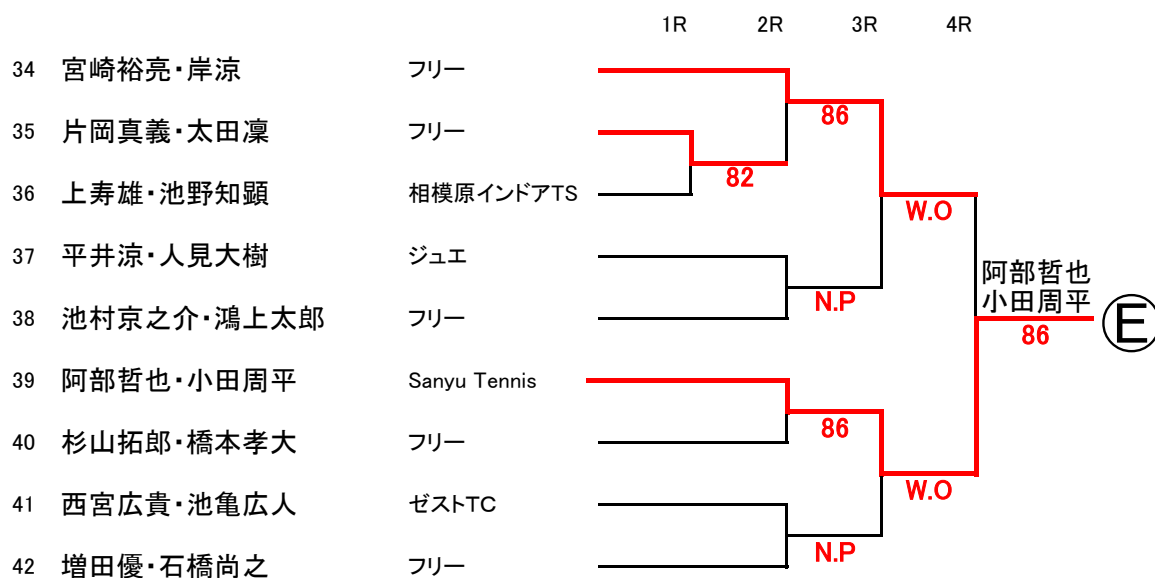 1R 2R 3R 4R
34 宮崎裕亮・岸涼 フリー
86
35 片岡真義・太田凜 フリー
82
36 上寿雄・池野知顕 相模原インドアTS
W.O
37 平井涼・人見大樹 ジュエ
N.P
阿部哲也
小田周平
38 池村京之介・鴻上太郎 フリー
86
E
39 阿部哲也・小田周平 Sanyu Tennis
86
40 杉山拓郎・橋本孝大 フリー
W.O
41 西宮広貴・池亀広人 ゼストTC
N.P
42 増田優・石橋尚之 フリー